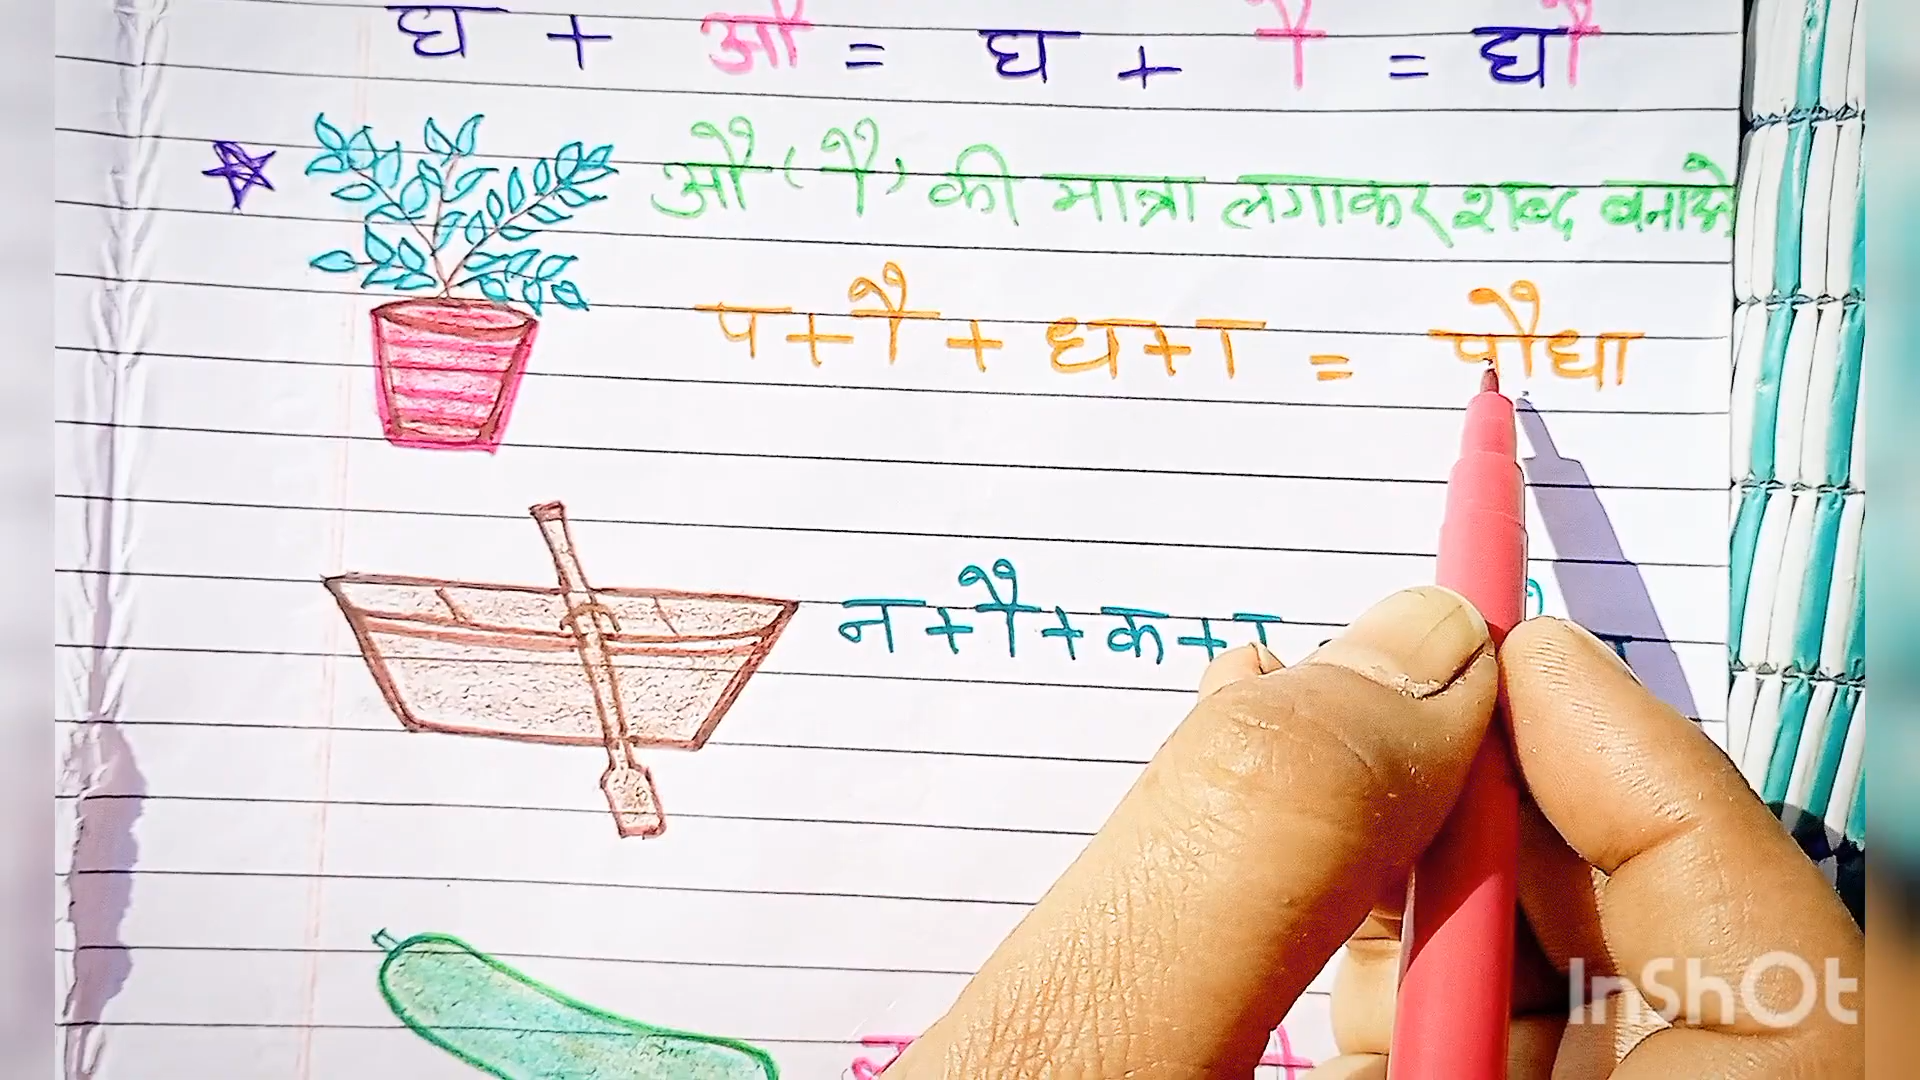 घ + औ = घ + ौ = घौ
औ ( ौ ) की मात्रा लगाकर शब्द बनाओ
प + ौ + ध + ा = पौधा
न + ौ + क + ा
InShOt